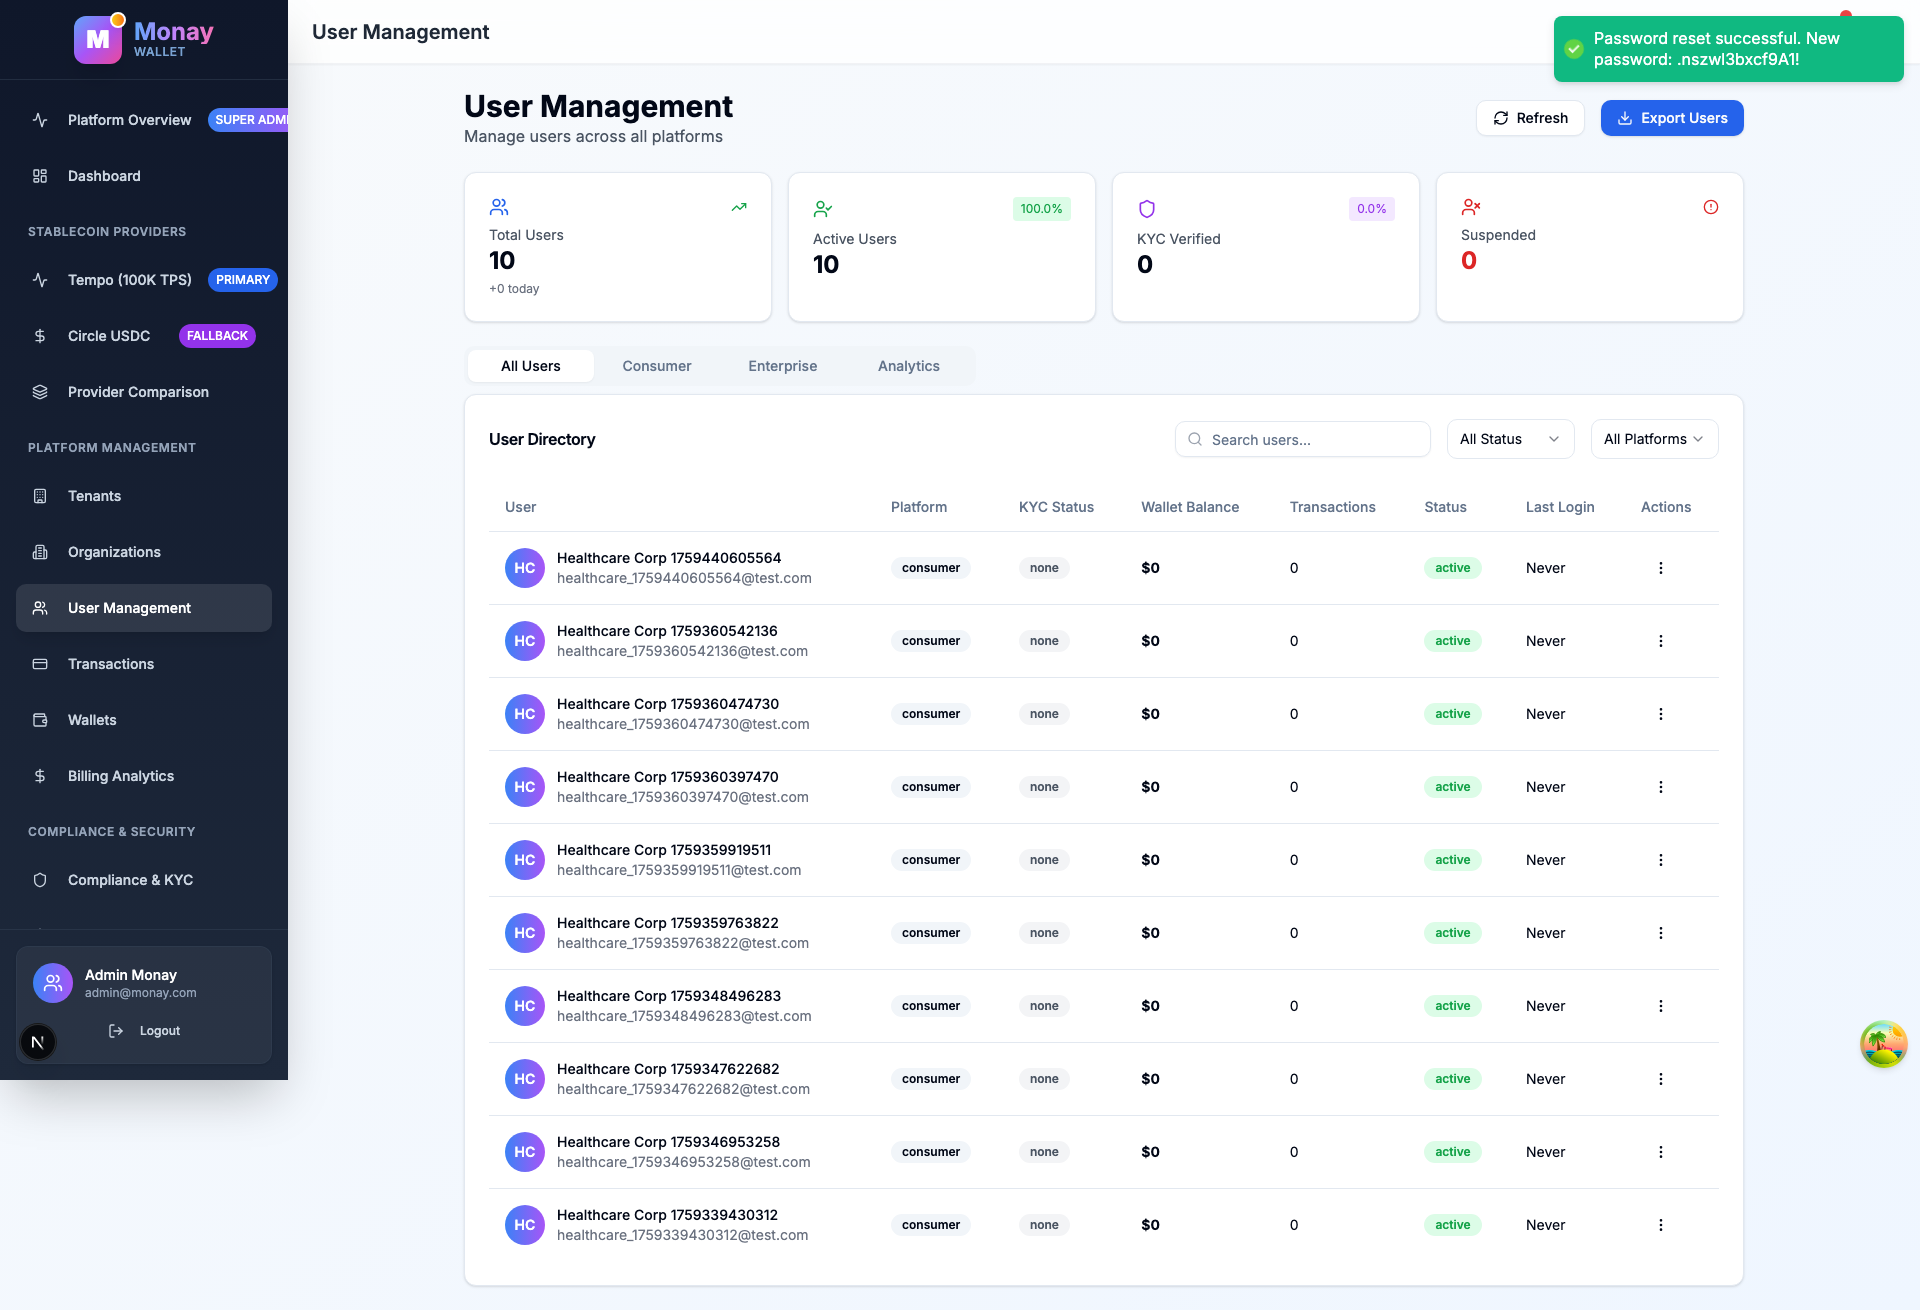 M
Monay
WALLET
Platform Overview
SUPER ADMI
Dashboard
STABLECOIN PROVIDERS
Tempo (100K TPS)
PRIMARY
Circle USDC
FALLBACK
Provider Comparison
PLATFORM MANAGEMENT
Tenants
Organizations
User Management
Transactions
Wallets
Billing Analytics
COMPLIANCE & SECURITY
Compliance & KYC
Admin Monay
admin@monay.com
Logout
N
User Management
Password reset successful. New
password: .nszwl3bxcf9A1!
User Management
Manage users across all platforms
Refresh
Export Users
Total Users
10
+0 today
100.0%
Active Users
10
0.0%
KYC Verified
0
Suspended
0
All Users Consumer Enterprise Analytics
User Directory
Search users...
All Status
All Platforms
User Platform KYC Status Wallet Balance Transactions Status Last Login Actions
HC Healthcare Corp 1759440605564
healthcare_1759440605564@test.com
consumer none $0 0 active Never
HC Healthcare Corp 1759360542136
healthcare_1759360542136@test.com
consumer none $0 0 active Never
HC Healthcare Corp 1759360474730
healthcare_1759360474730@test.com
consumer none $0 0 active Never
HC Healthcare Corp 1759360397470
healthcare_1759360397470@test.com
consumer none $0 0 active Never
HC Healthcare Corp 1759359919511
healthcare_1759359919511@test.com
consumer none $0 0 active Never
HC Healthcare Corp 1759359763822
healthcare_1759359763822@test.com
consumer none $0 0 active Never
HC Healthcare Corp 1759348496283
healthcare_1759348496283@test.com
consumer none $0 0 active Never
HC Healthcare Corp 1759347622682
healthcare_1759347622682@test.com
consumer none $0 0 active Never
HC Healthcare Corp 1759346953258
healthcare_1759346953258@test.com
consumer none $0 0 active Never
HC Healthcare Corp 1759339430312
healthcare_1759339430312@test.com
consumer none $0 0 active Never